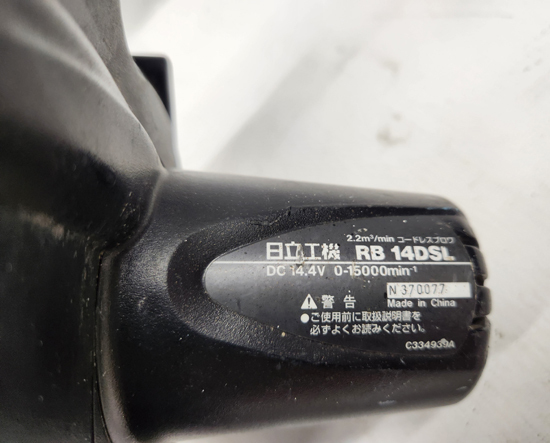 2.2m³/min コードレスブロワ
日立工機 RB 14DSL
DC 14.4V 0-15000min⁻¹
N 370077
⚠警告 Made in China
●ご使用前に取扱説明書を
必ずよくお読みください。
C334939A